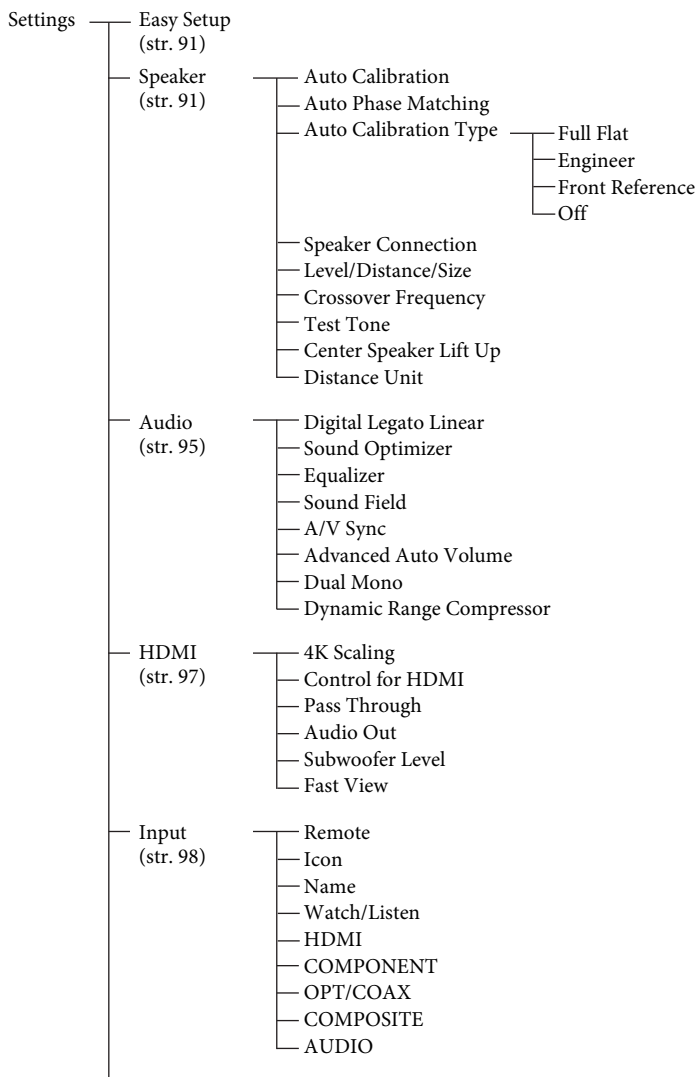 Settings
Easy Setup
(str. 91)
Speaker
(str. 91)
Auto Calibration
Auto Phase Matching
Auto Calibration Type
Full Flat
Engineer
Front Reference
Off
Speaker Connection
Level/Distance/Size
Crossover Frequency
Test Tone
Center Speaker Lift Up
Distance Unit
Audio
(str. 95)
Digital Legato Linear
Sound Optimizer
Equalizer
Sound Field
A/V Sync
Advanced Auto Volume
Dual Mono
Dynamic Range Compressor
HDMI
(str. 97)
4K Scaling
Control for HDMI
Pass Through
Audio Out
Subwoofer Level
Fast View
Input
(str. 98)
Remote
Icon
Name
Watch/Listen
HDMI
COMPONENT
OPT/COAX
COMPOSITE
AUDIO